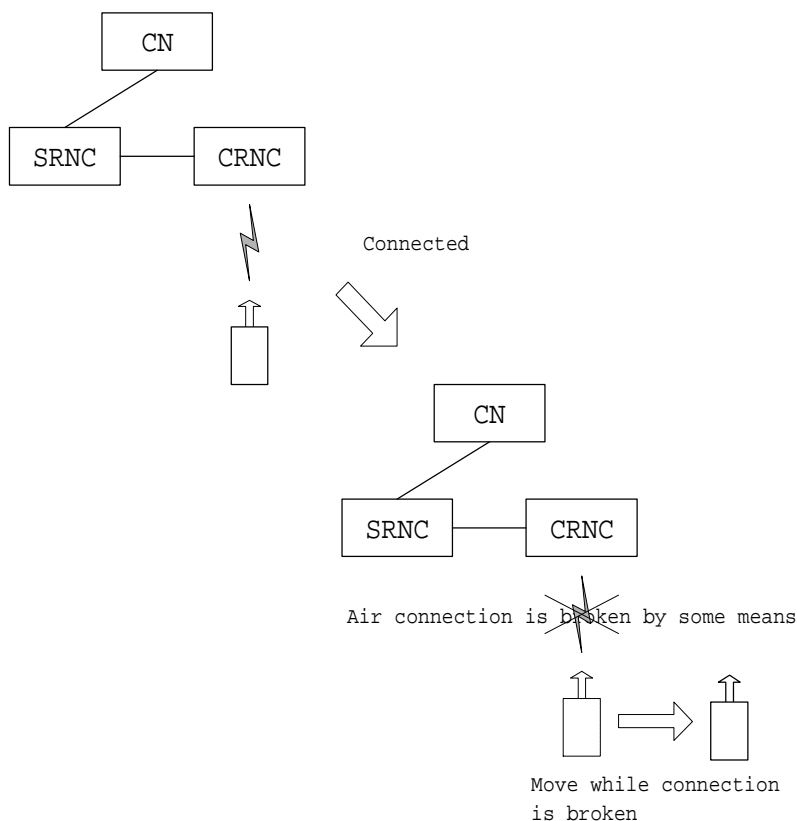 CN
SRNC
CRNC
Connected
CN
SRNC
CRNC
Air connection is broken by some means
Move while connection
is broken